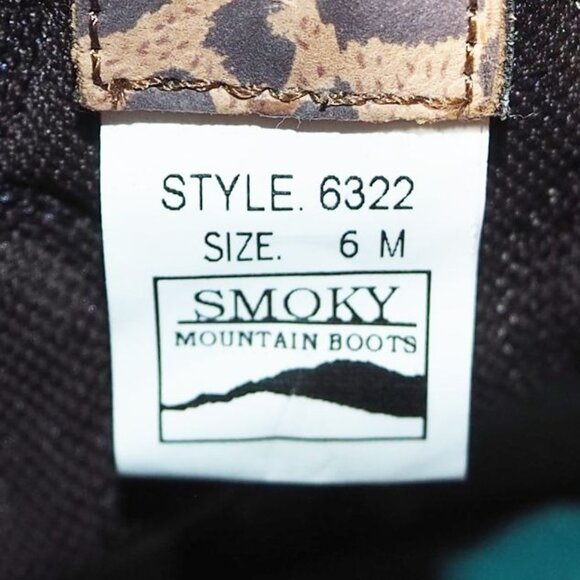 STYLE. 6322
SIZE. 6 M
SMOKY
MOUNTAIN BOOTS